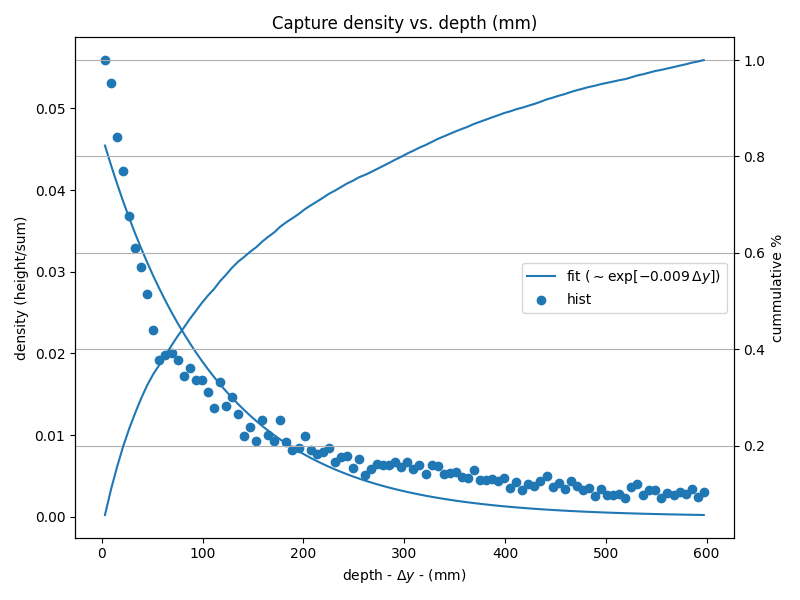 Capture density vs. depth (mm)
density (height/sum)
0.05
0.04
0.03
0.02
0.01
0.00
1.0
0.8
0.6
0.4
0.2
cummulative %
fit (~exp[−0.009 Δy])
hist
0 100 200 300 400 500 600
depth - Δy - (mm)